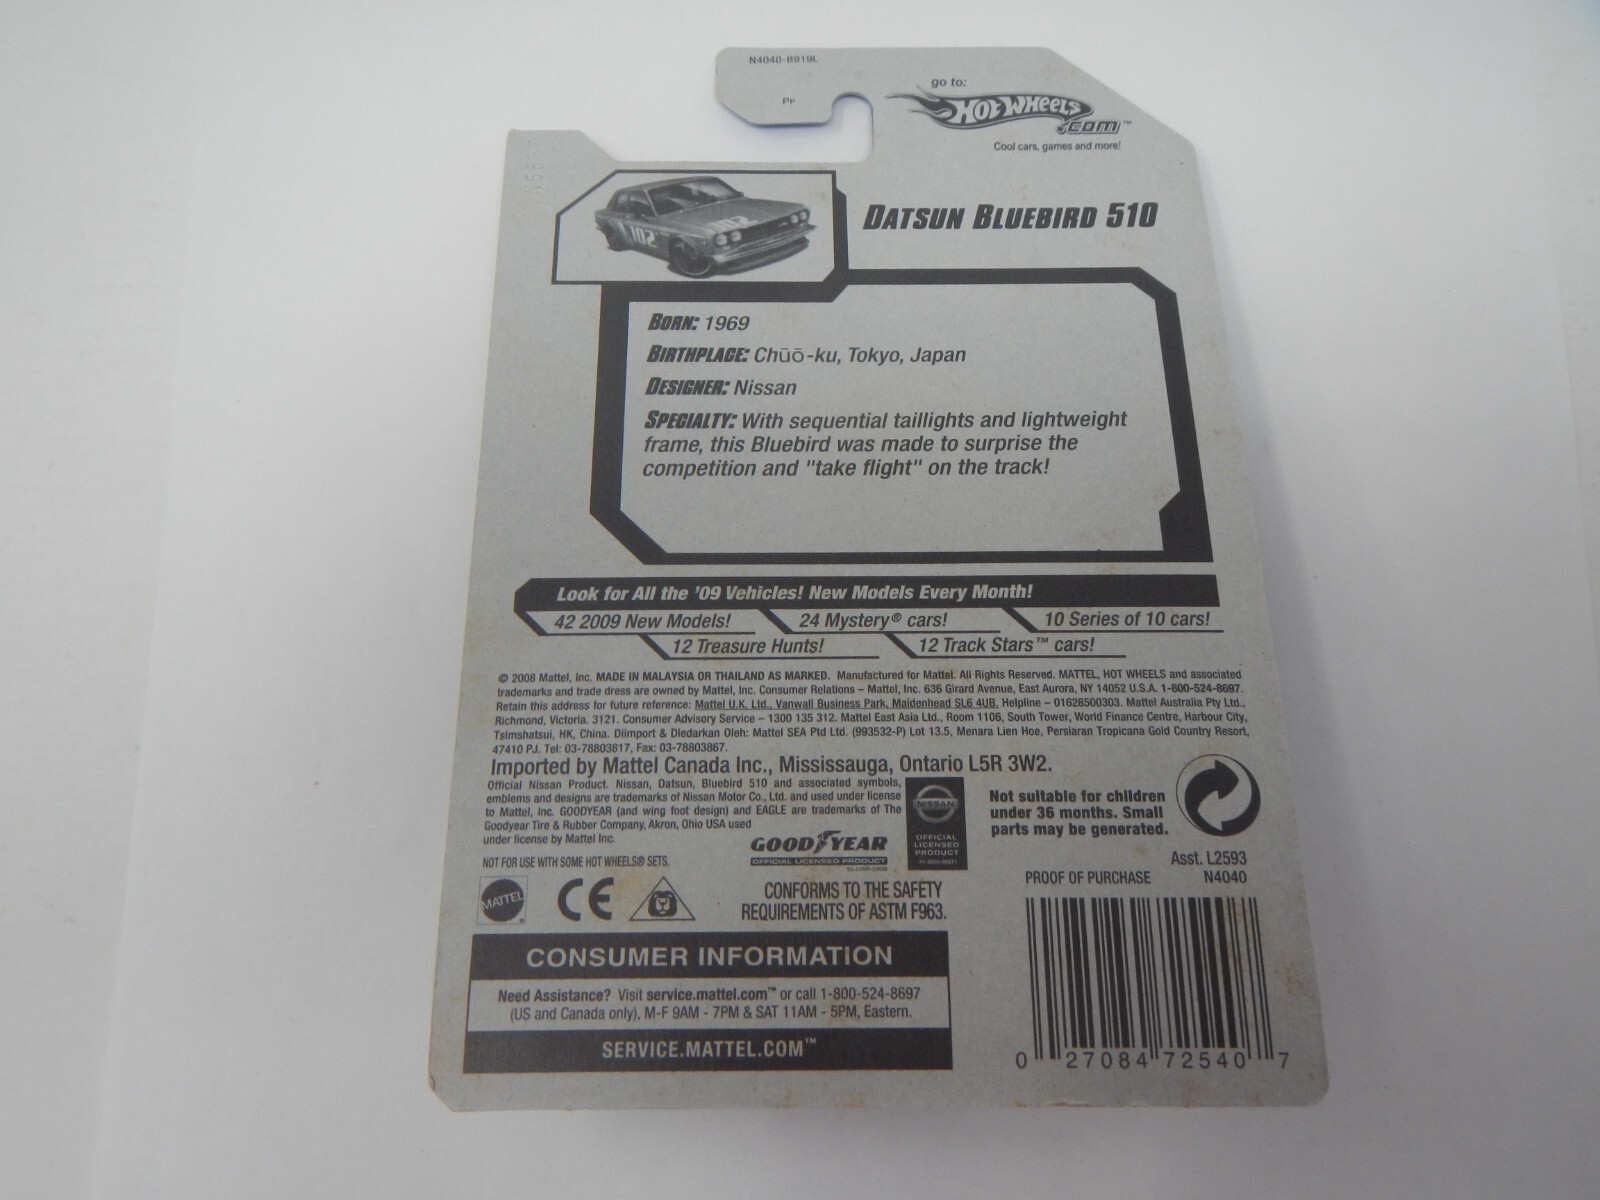 N4040-B919L
PP
go to:
HOT WHEELS
.COM™
Cool cars, games and more!
DATSUN BLUEBIRD 510
102
BORN: 1969
BIRTHPLACE: Chūō-ku, Tokyo, Japan
DESIGNER: Nissan
SPECIALTY: With sequential taillights and lightweight
frame, this Bluebird was made to surprise the
competition and "take flight" on the track!
Look for All the '09 Vehicles! New Models Every Month!
42 2009 New Models! 24 Mystery® cars! 10 Series of 10 cars!
12 Treasure Hunts! 12 Track Stars™ cars!
© 2008 Mattel, Inc. MADE IN MALAYSIA OR THAILAND AS MARKED. Manufactured for Mattel. All Rights Reserved. MATTEL, HOT WHEELS and associated
trademarks and trade dress are owned by Mattel, Inc. Consumer Relations – Mattel, Inc. 636 Girard Avenue, East Aurora, NY 14052 U.S.A. 1-800-524-8697.
Retain this address for future reference: Mattel U.K. Ltd., Vanwall Business Park, Maidenhead SL6 4UB. Helpline – 01628500303. Mattel Australia Pty Ltd.,
Richmond, Victoria. 3121. Consumer Advisory Service – 1300 135 312. Mattel East Asia Ltd., Room 1106, South Tower, World Finance Centre, Harbour City,
Tsimshatsui, HK, China. Diimport & Diedarkan Oleh: Mattel SEA Ptd Ltd. (993532-P) Lot 13.5, Menara Lien Hoe, Persiaran Tropicana Gold Country Resort,
47410 PJ. Tel: 03-78803817, Fax: 03-78803867.
Imported by Mattel Canada Inc., Mississauga, Ontario L5R 3W2.
Official Nissan Product. Nissan, Datsun, Bluebird 510 and associated symbols,
emblems and designs are trademarks of Nissan Motor Co., Ltd. and used under license
to Mattel, Inc. GOODYEAR (and wing foot design) and EAGLE are trademarks of The
Goodyear Tire & Rubber Company, Akron, Ohio USA used
under license by Mattel Inc.
GOODYEAR
OFFICIAL LICENSED PRODUCT
NISSAN
OFFICIAL
LICENSED
PRODUCT
Not suitable for children
under 36 months. Small
parts may be generated.
NOT FOR USE WITH SOME HOT WHEELS® SETS.
Asst. L2593
PROOF OF PURCHASE N4040
MATTEL ®
CE
CONFORMS TO THE SAFETY
REQUIREMENTS OF ASTM F963.
CONSUMER INFORMATION
Need Assistance? Visit service.mattel.com™ or call 1-800-524-8697
(US and Canada only), M-F 9AM - 7PM & SAT 11AM - 5PM, Eastern.
SERVICE.MATTEL.COM™
0 27084 72540 7